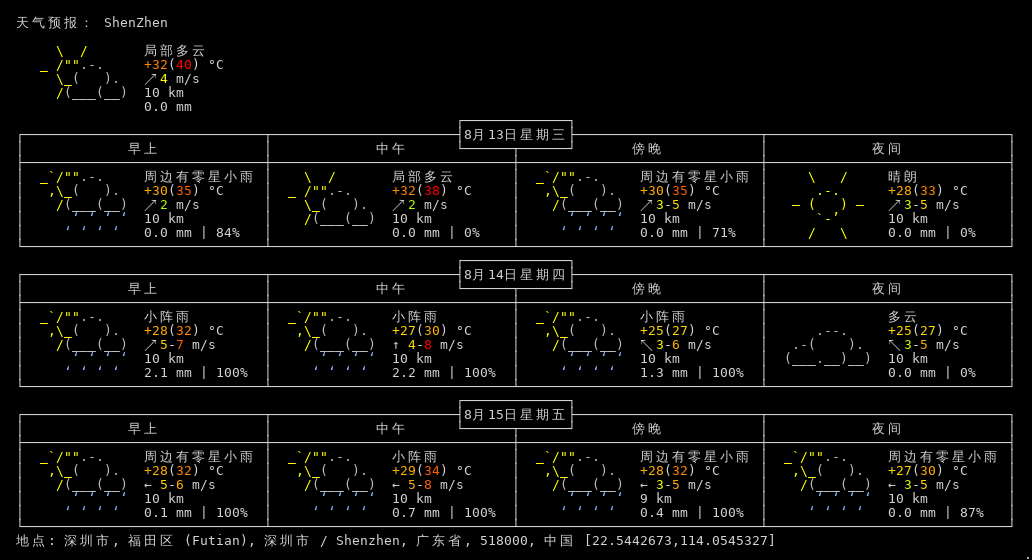 天气预报： ShenZhen
局部多云
+32(40) °C
↗4 m/s
10 km
0.0 mm
8月13日星期三
早上 中午 傍晚 夜间
周边有零星小雨 局部多云 周边有零星小雨 晴朗
+30(35) °C +32(38) °C +30(35) °C +28(33) °C
↗2 m/s ↗2 m/s ↗3-5 m/s ↗3-5 m/s
10 km 10 km 10 km 10 km
0.0 mm | 84% 0.0 mm | 0% 0.0 mm | 71% 0.0 mm | 0%
8月14日星期四
早上 中午 傍晚 夜间
小阵雨 小阵雨 小阵雨 多云
+28(32) °C +27(30) °C +25(27) °C +25(27) °C
↗5-7 m/s ↑ 4-8 m/s ↖3-6 m/s ↖3-5 m/s
10 km 10 km 10 km 10 km
2.1 mm | 100% 2.2 mm | 100% 1.3 mm | 100% 0.0 mm | 0%
8月15日星期五
早上 中午 傍晚 夜间
周边有零星小雨 小阵雨 周边有零星小雨 周边有零星小雨
+28(32) °C +29(34) °C +28(32) °C +27(30) °C
← 5-6 m/s ← 5-8 m/s ← 3-5 m/s ← 3-5 m/s
10 km 10 km 9 km 10 km
0.1 mm | 100% 0.7 mm | 100% 0.4 mm | 100% 0.0 mm | 87%
地点: 深圳市, 福田区 (Futian), 深圳市 / Shenzhen, 广东省, 518000, 中国 [22.5442673,114.0545327]